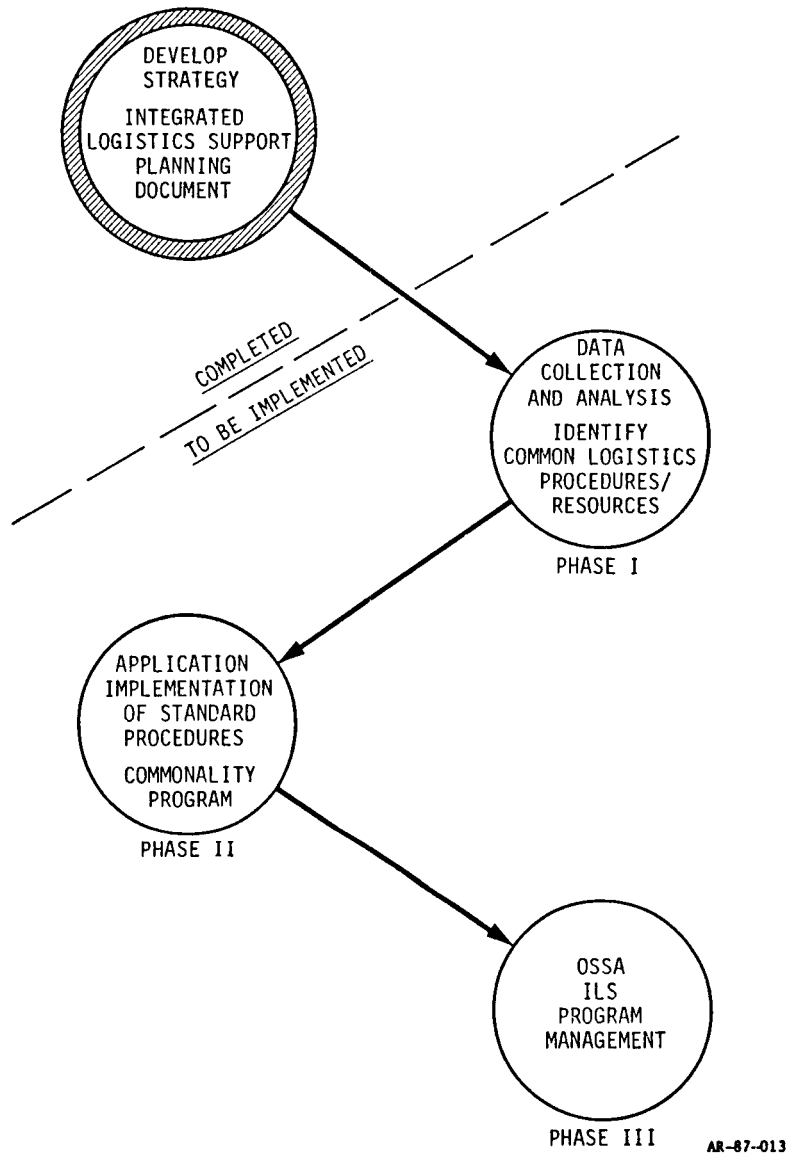 DEVELOP
STRATEGY
INTEGRATED
LOGISTICS SUPPORT
PLANNING
DOCUMENT
COMPLETED
TO BE IMPLEMENTED
DATA
COLLECTION
AND ANALYSIS
IDENTIFY
COMMON LOGISTICS
PROCEDURES/
RESOURCES
PHASE I
APPLICATION
IMPLEMENTATION
OF STANDARD
PROCEDURES
COMMONALITY
PROGRAM
PHASE II
OSSA
ILS
PROGRAM
MANAGEMENT
PHASE III
AR-87--013